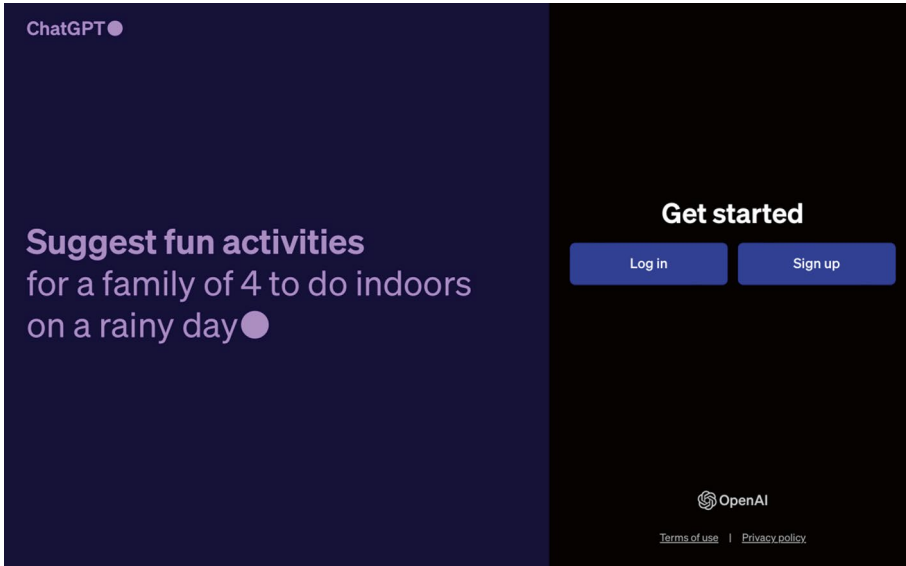 ChatGPT
Suggest fun activities
for a family of 4 to do indoors
on a rainy day
Get started
Log in
Sign up
OpenAI
Terms of use | Privacy policy